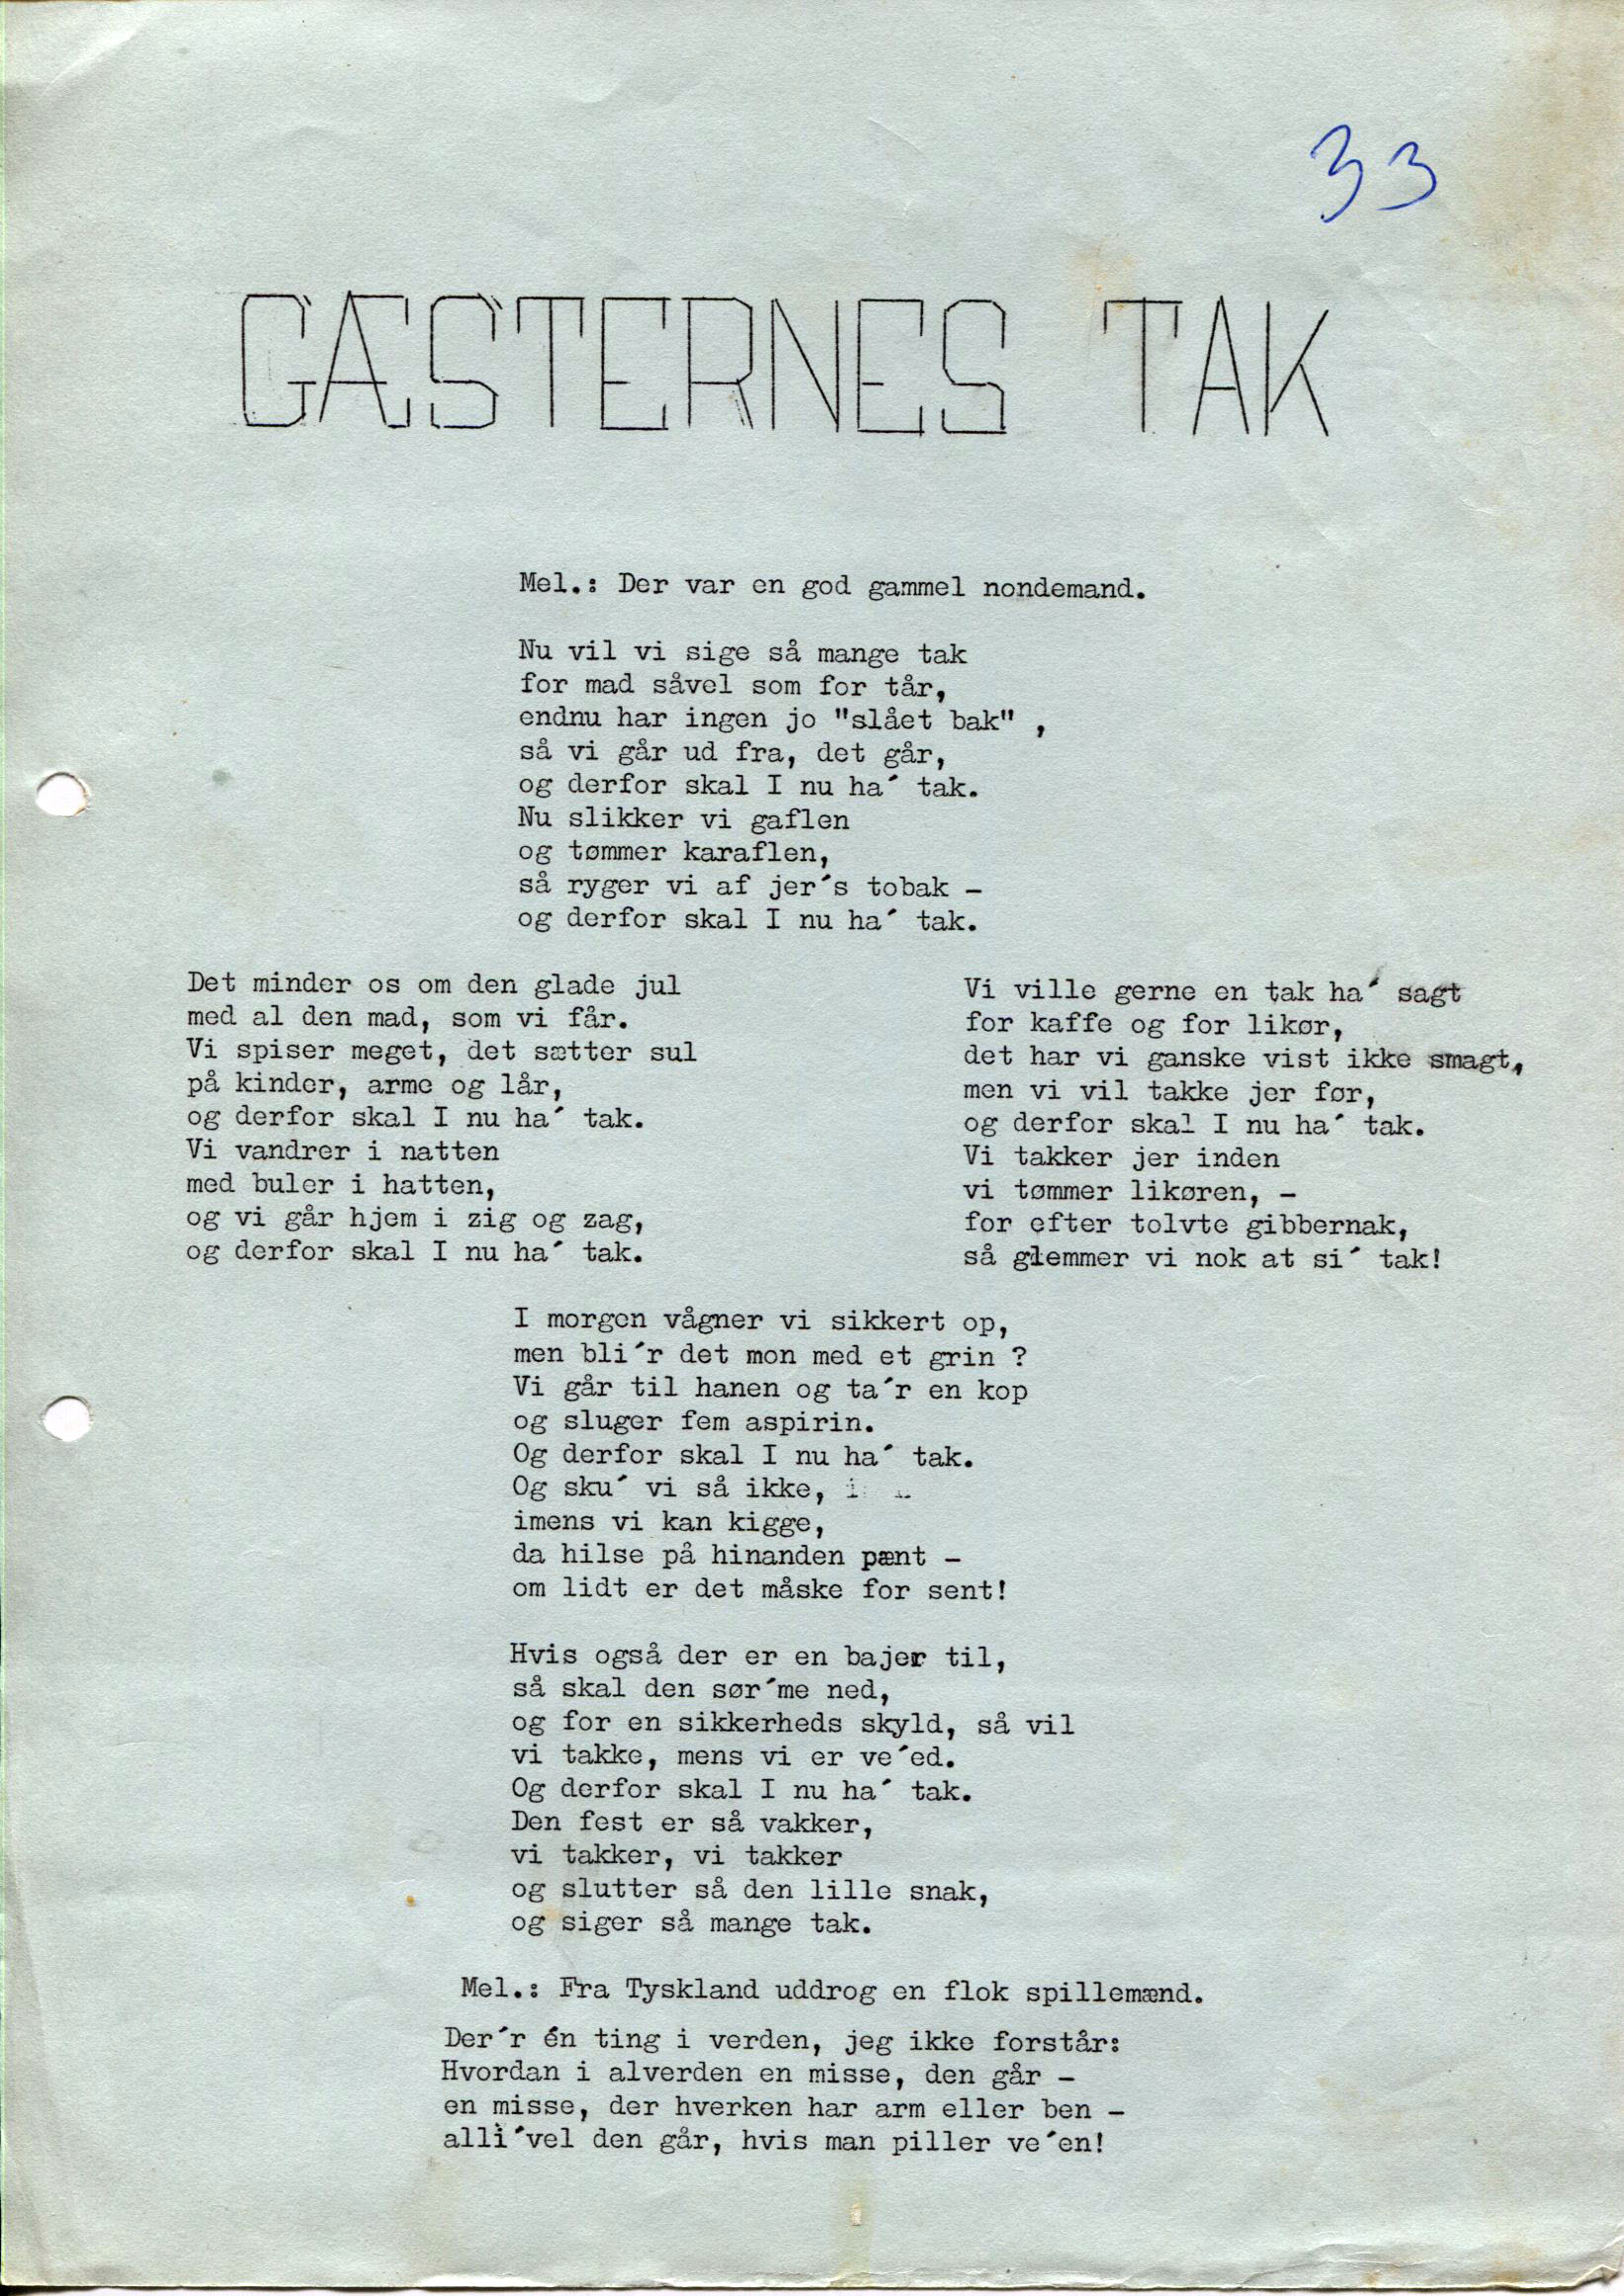 33
GÆSTERNES TAK
Mel.: Der var en god gammel nondemand.
Nu vil vi sige så mange tak
for mad såvel som for tår,
endnu har ingen jo "slået bak" ,
så vi går ud fra, det går,
og derfor skal I nu ha´ tak.
Nu slikker vi gaflen
og tømmer karaflen,
så ryger vi af jer´s tobak -
og derfor skal I nu ha´ tak.
Det minder os om den glade jul
med al den mad, som vi får.
Vi spiser meget, det sætter sul
på kinder, arme og lår,
og derfor skal I nu ha´ tak.
Vi vandrer i natten
med buler i hatten,
og vi går hjem i zig og zag,
og derfor skal I nu ha´ tak.
Vi ville gerne en tak ha´ sagt
for kaffe og for likør,
det har vi ganske vist ikke smagt,
men vi vil takke jer før,
og derfor skal I nu ha´ tak.
Vi takker jer inden
vi tømmer likøren, -
for efter tolvte gibbernak,
så glemmer vi nok at si´ tak!
I morgen vågner vi sikkert op,
men bli´r det mon med et grin ?
Vi går til hanen og ta´r en kop
og sluger fem aspirin.
Og derfor skal I nu ha´ tak.
Og sku´ vi så ikke,
imens vi kan kigge,
da hilse på hinanden pænt -
om lidt er det måske for sent!
Hvis også der er en bajer til,
så skal den sør´me ned,
og for en sikkerheds skyld, så vil
vi takke, mens vi er ve´ed.
Og derfor skal I nu ha´ tak.
Den fest er så vakker,
vi takker, vi takker
og slutter så den lille snak,
og siger så mange tak.
Mel.: Fra Tyskland uddrog en flok spillemænd.
Der´r én ting i verden, jeg ikke forstår:
Hvordan i alverden en misse, den går -
en misse, der hverken har arm eller ben -
alli´vel den går, hvis man piller ve´en!